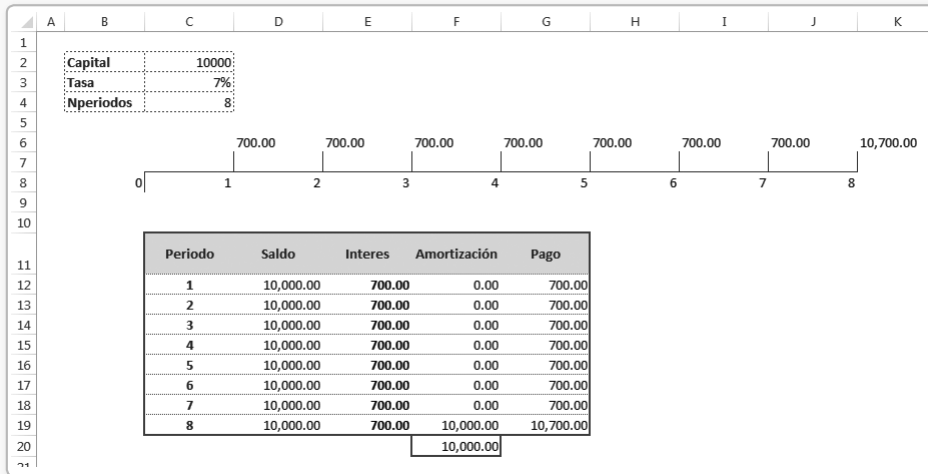 A B C D E F G H I J K
1
2 Capital 10000
3 Tasa 7%
4 Nperiodos 8
5
6 700.00 700.00 700.00 700.00 700.00 700.00 700.00 10,700.00
7
8 0 1 2 3 4 5 6 7 8
9
10
11 Periodo Saldo Interes Amortización Pago
12 1 10,000.00 700.00 0.00 700.00
13 2 10,000.00 700.00 0.00 700.00
14 3 10,000.00 700.00 0.00 700.00
15 4 10,000.00 700.00 0.00 700.00
16 5 10,000.00 700.00 0.00 700.00
17 6 10,000.00 700.00 0.00 700.00
18 7 10,000.00 700.00 0.00 700.00
19 8 10,000.00 700.00 10,000.00 10,700.00
20 10,000.00
21